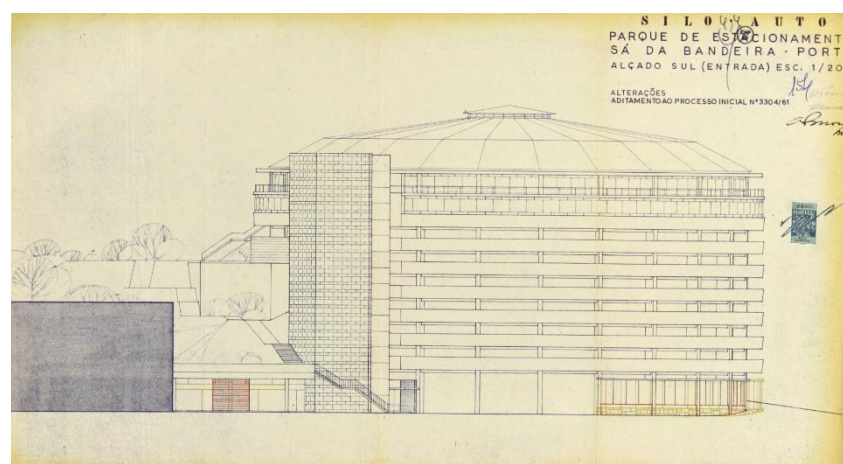 SILO-AUTO
PARQUE DE ESTACIONAMENT
SÁ DA BANDEIRA · PORT
ALÇADO SUL (ENTRADA) ESC. 1/20
154
ALTERAÇÕES
ADITAMENTO AO PROCESSO INICIAL Nº 3304/61